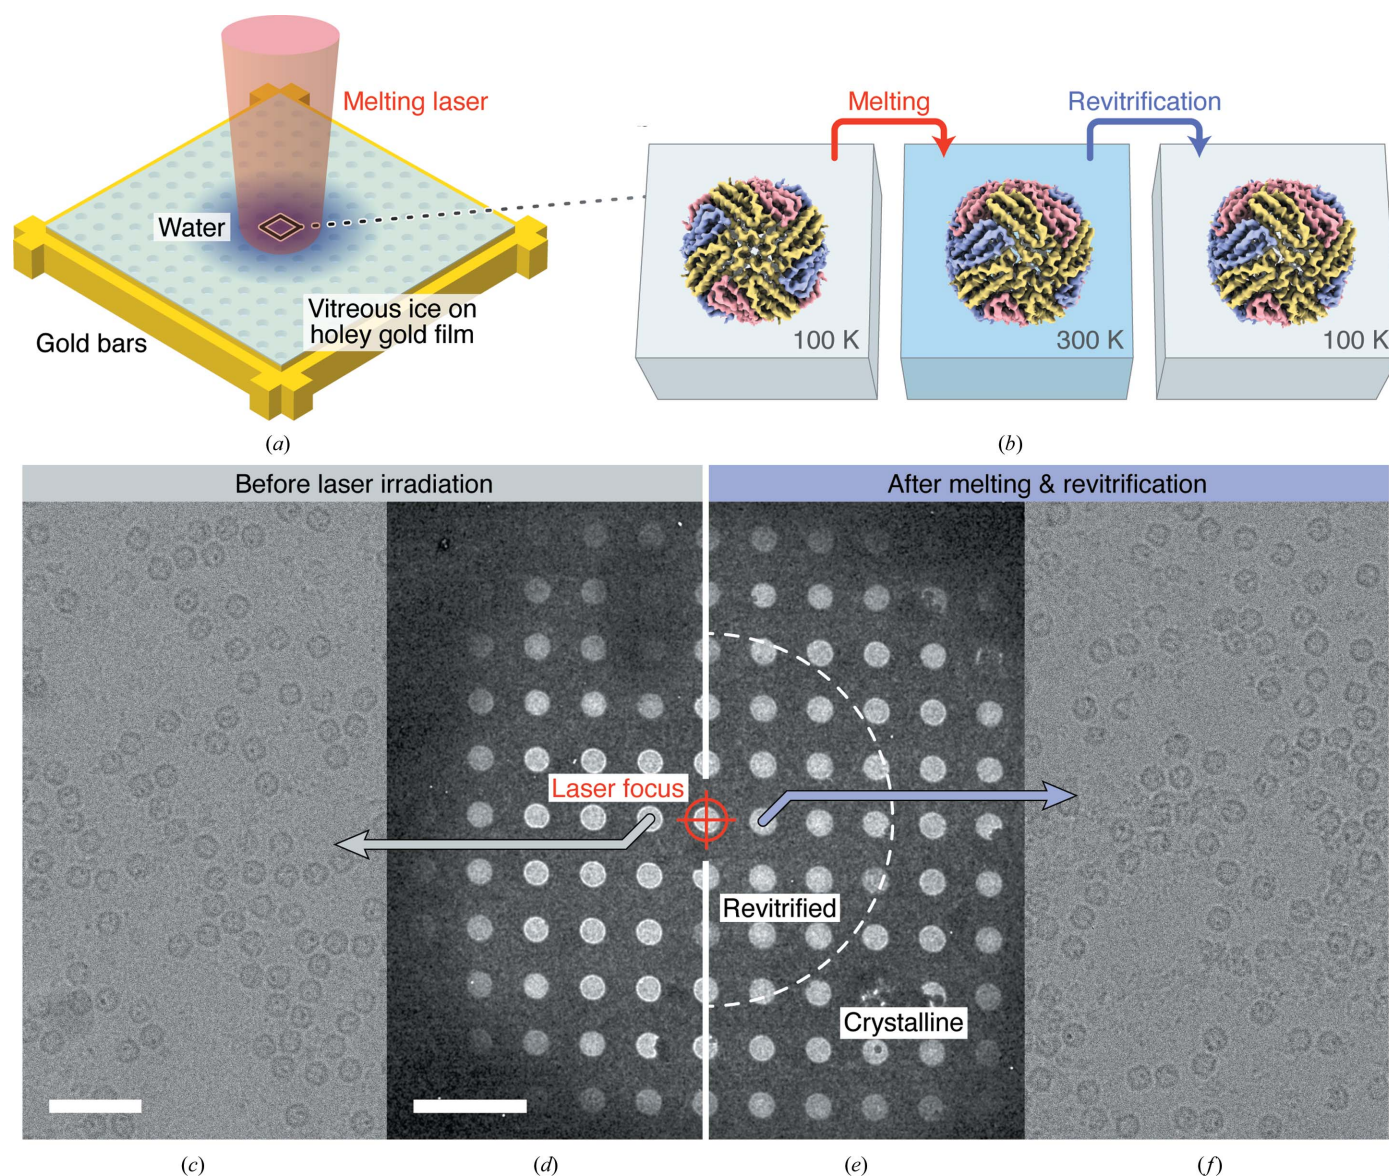 Melting laser
Water
Vitreous ice on
holey gold film
Gold bars
(a)
Melting
Revitrification
100 K
300 K
100 K
(b)
Before laser irradiation
After melting & revitrification
Laser focus
Revitrified
Crystalline
(c)
(d)
(e)
(f)